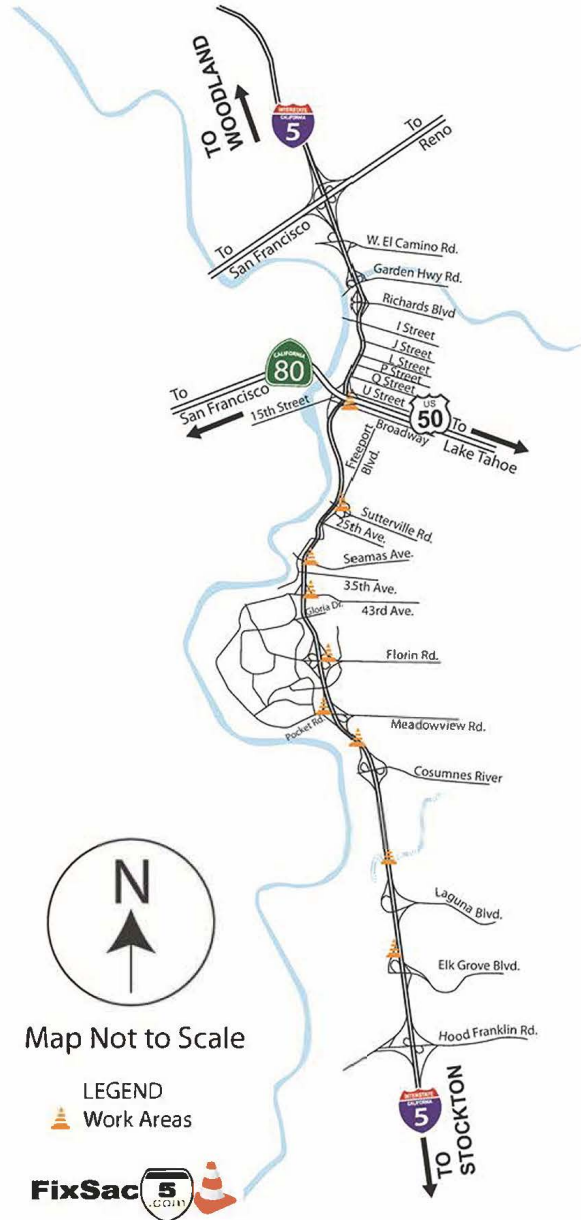 TO
WOODLAND
INTERSTATE
CALIFORNIA
5
To
Reno
To
San Francisco
W. El Camino Rd.
Garden Hwy Rd.
Richards Blvd
I Street
J Street
L Street
P Street
Q Street
U Street
CALIFORNIA
80
To
San Francisco
15th Street
US
50
Broadway
To
Lake Tahoe
Freeport
Blvd.
Sutterville Rd.
25th Ave.
Seamas Ave.
35th Ave.
Gloria Dr.
43rd Ave.
Florin Rd.
Pocket Rd.
Meadowview Rd.
Cosumnes River
Laguna Blvd.
Elk Grove Blvd.
Hood Franklin Rd.
N
Map Not to Scale
LEGEND
Work Areas
INTERSTATE
CALIFORNIA
5
TO
STOCKTON
FixSac 5
.com